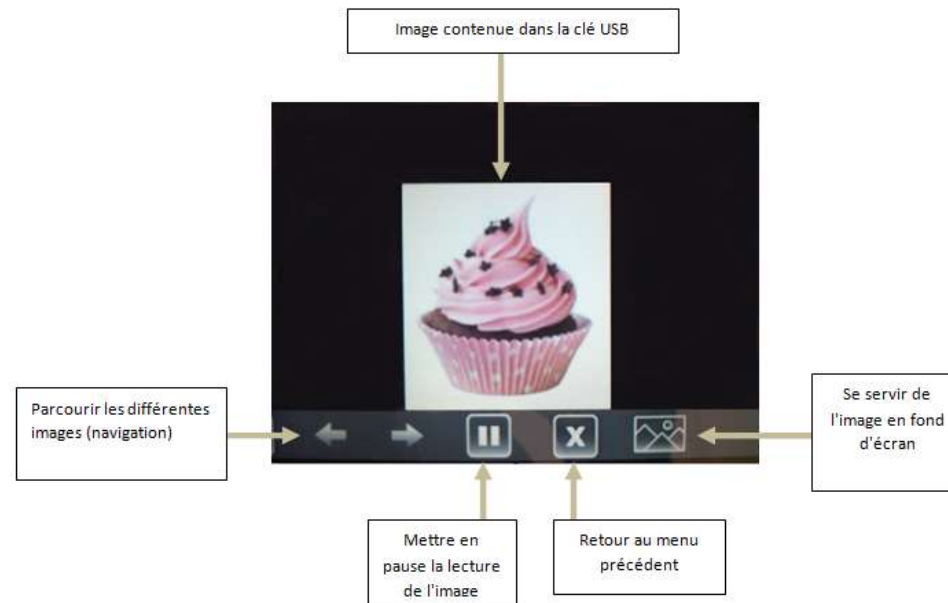 Image contenue dans la clé USB
Parcourir les différentes
images (navigation)
Se servir de
l'image en fond
d'écran
Mettre en
pause la lecture
de l'image
Retour au menu
précédent